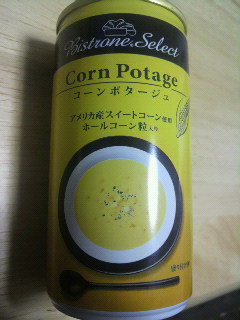 Bistrone Select
Corn Potage
コーンポタージュ
アメリカ産スイートコーン使用
ホールコーン粒入り